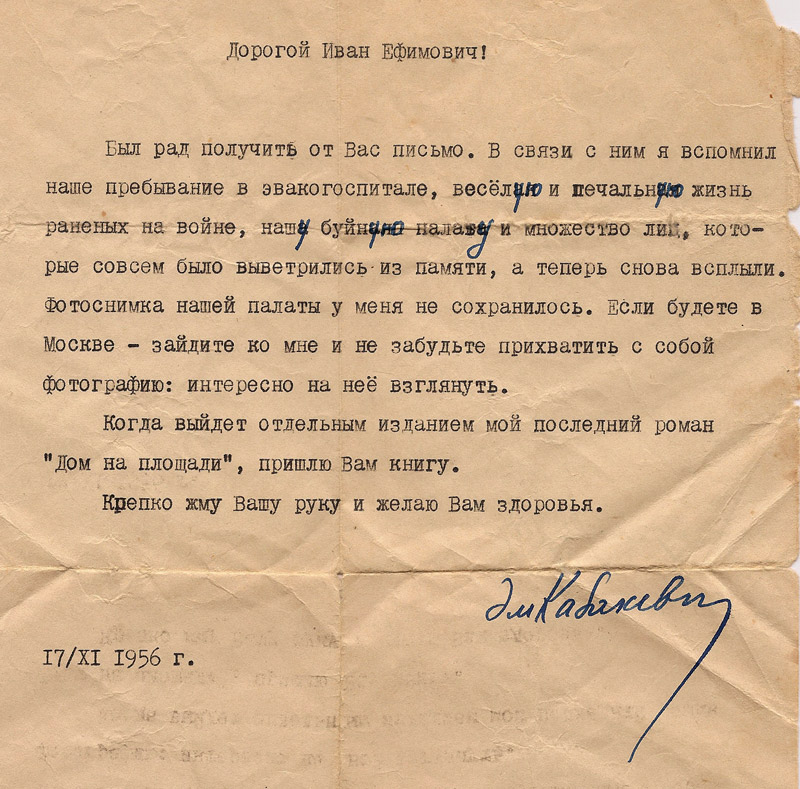 Дорогой Иван Ефимович!
Был рад получить от Вас письмо. В связи с ним я вспомнил
наше пребывание в эвакогоспитале, весёлую и печальную жизнь
раненых на войне, нашу буйную палату и множество лиц, кото-
рые совсем было выветрились из памяти, а теперь снова всплыли.
Фотоснимка нашей палаты у меня не сохранилось. Если будете в
Москве - зайдите ко мне и не забудьте прихватить с собой
фотографию: интересно на неё взглянуть.
Когда выйдет отдельным изданием мой последний роман
"Дом на площади", пришлю Вам книгу.
Крепко жму Вашу руку и желаю Вам здоровья.
Эм Казакевич
17/XI 1956 г.